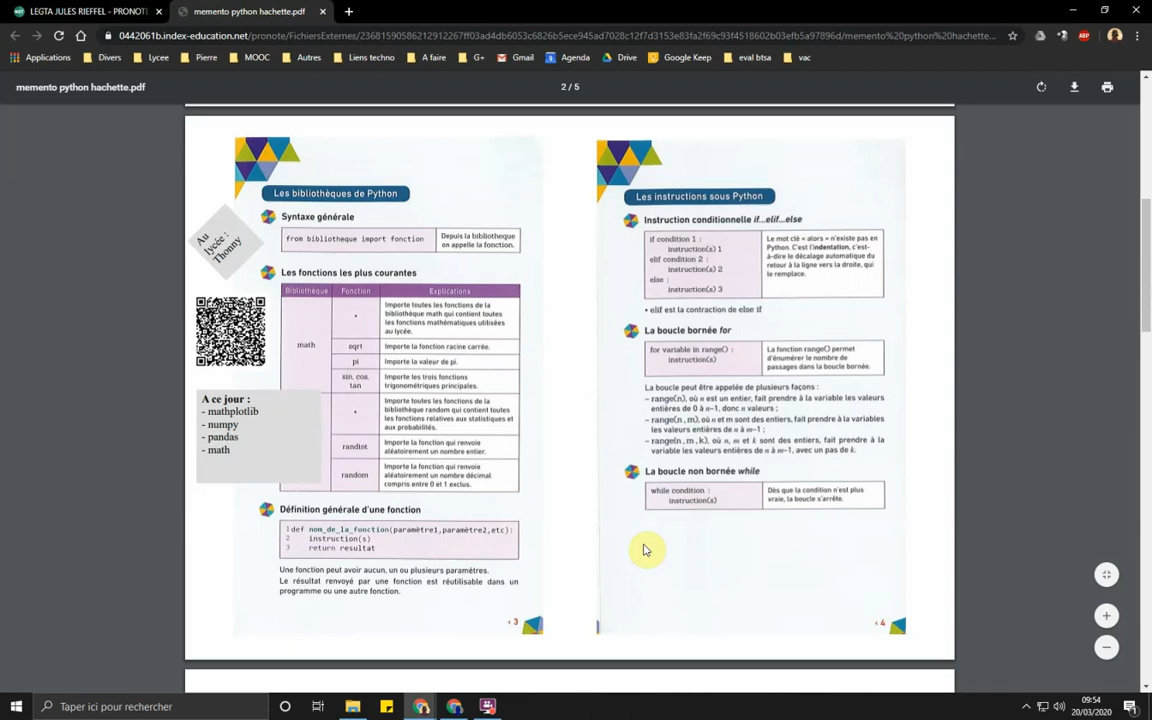 LEGTA JULES RIEFFEL - PRONOTE
memento python hachette.pdf
0442061b.index-education.net/pronote/FichiersExternes/
/memento%20python%20hachette...
Applications
Divers
Lycee
Pierre
MOOC
Autres
Liens techno
A faire
G+
Gmail
Agenda
Drive
Google Keep
eval btsa
vac
memento python hachette.pdf
2 / 5
Les bibliothèques de Python
Syntaxe générale
from bibliotheque import fonction
Depuis la bibliothèque
on appelle la fonction.
Au
lycée :
Thonny
Les fonctions les plus courantes
Bibliothèque
Fonction
Explications
math
*
Importe toutes les fonctions de la
bibliothèque math qui contient toutes
les fonctions mathématiques utilisées
au lycée.
sqrt
Importe la fonction racine carrée.
pi
Importe la valeur de pi.
sin, cos,
tan
Importe les trois fonctions
trigonométriques principales.
*
Importe toutes les fonctions de la
bibliothèque random qui contient toutes
les fonctions relatives aux statistiques et
aux probabilités.
randint
Importe la fonction qui renvoie
aléatoirement un nombre entier.
random
Importe la fonction qui renvoie
aléatoirement un nombre décimal
compris entre 0 et 1 exclus.
A ce jour :
- mathplotlib
- numpy
- pandas
- math
Définition générale d'une fonction
1 def nom_de_la_fonction(paramètre1,paramètre2,etc):
2 instruction(s)
3 return resultat
Une fonction peut avoir aucun, un ou plusieurs paramètres.
Le résultat renvoyé par une fonction est réutilisable dans un
programme ou une autre fonction.
‹ 3
Les instructions sous Python
Instruction conditionnelle if...elif...else
if condition 1 :
instruction(s) 1
elif condition 2 :
instruction(s) 2
else :
instruction(s) 3
Le mot clé « alors » n'existe pas en
Python. C'est l'indentation, c'est-
à-dire le décalage automatique du
retour à la ligne vers la droite, qui
le remplace.
• elif est la contraction de else if
La boucle bornée for
for variable in range() :
instruction(s)
La fonction range() permet
d'énumérer le nombre de
passages dans la boucle bornée.
La boucle peut être appelée de plusieurs façons :
– range(n), où n est un entier, fait prendre à la variable les valeurs
entières de 0 à n–1, donc n valeurs ;
– range(n,m), où n et m sont des entiers, fait prendre à la variables
les valeurs entières de n à m–1 ;
– range(n,m,k), où n, m et k sont des entiers, fait prendre à la
variable les valeurs entières de n à m–1, avec un pas de k.
La boucle non bornée while
while condition :
instruction(s)
Dès que la condition n'est plus
vraie, la boucle s'arrête.
‹ 4
Taper ici pour rechercher
09:54
20/03/2020